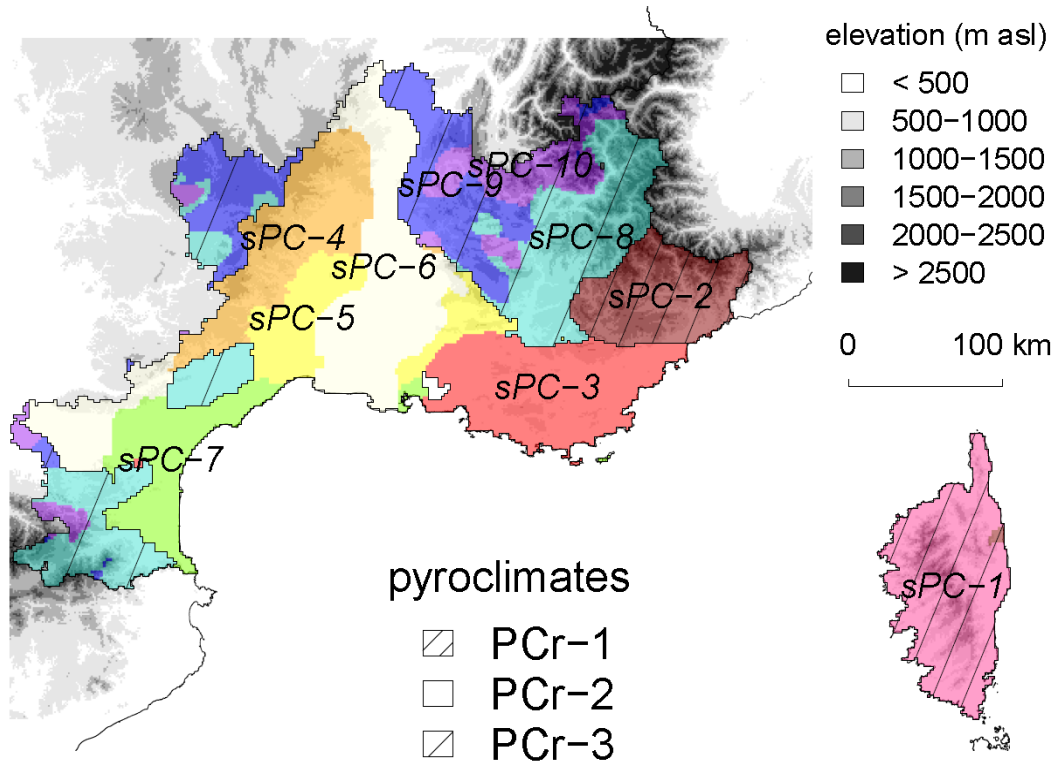 elevation (m asl)
< 500
500−1000
1000−1500
1500−2000
2000−2500
> 2500
0 100 km
sPC−10
sPC−9
sPC−4
sPC−8
sPC−6
sPC−2
sPC−5
sPC−3
sPC−7
sPC−1
pyroclimates
PCr−1
PCr−2
PCr−3